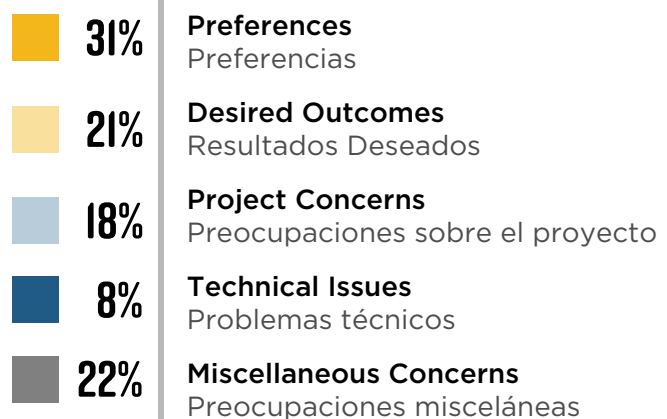 31% Preferences
Preferencias
21% Desired Outcomes
Resultados Deseados
18% Project Concerns
Preocupaciones sobre el proyecto
8% Technical Issues
Problemas técnicos
22% Miscellaneous Concerns
Preocupaciones misceláneas